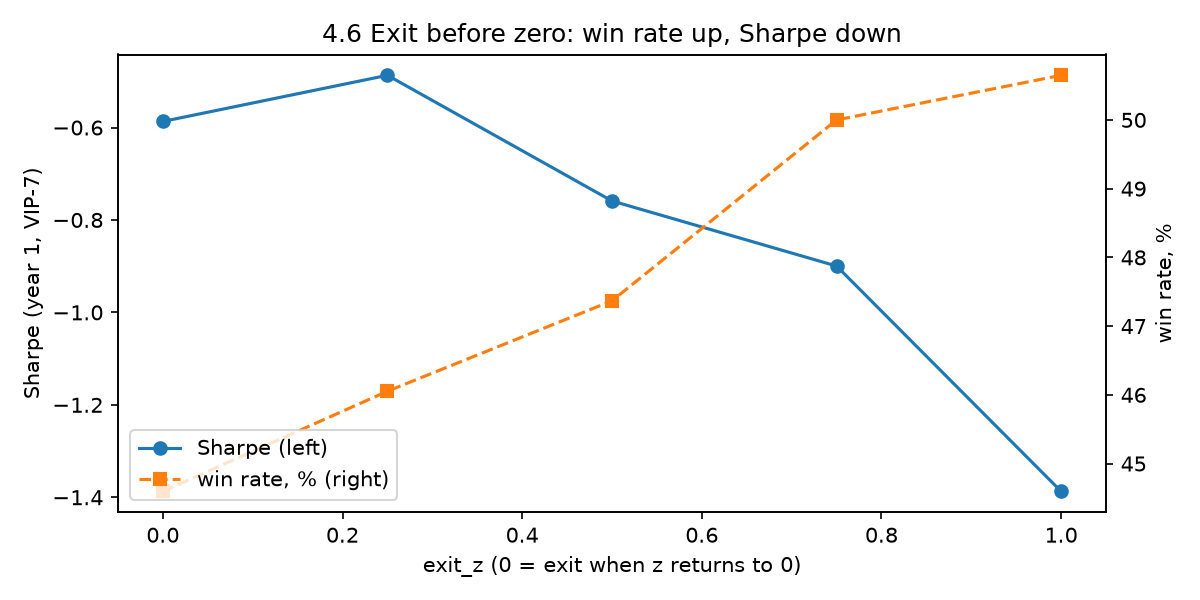 4.6 Exit before zero: win rate up, Sharpe down
Sharpe (year 1, VIP-7)
−0.6
−0.8
−1.0
−1.2
−1.4
50
49
48
47
46
45
win rate, %
Sharpe (left)
win rate, % (right)
0.0 0.2 0.4 0.6 0.8 1.0
exit_z (0 = exit when z returns to 0)